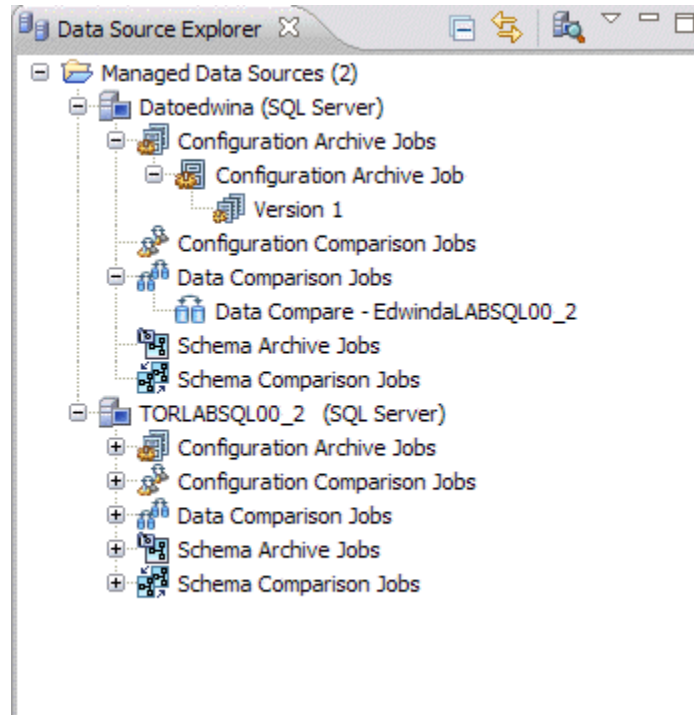 Data Source Explorer
Managed Data Sources (2)
Datoedwina (SQL Server)
Configuration Archive Jobs
Configuration Archive Job
Version 1
Configuration Comparison Jobs
Data Comparison Jobs
Data Compare - EdwindaLABSQL00_2
Schema Archive Jobs
Schema Comparison Jobs
TORLABSQL00_2 (SQL Server)
Configuration Archive Jobs
Configuration Comparison Jobs
Data Comparison Jobs
Schema Archive Jobs
Schema Comparison Jobs